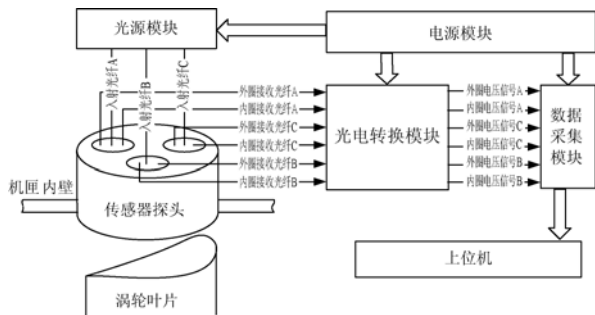 光源模块
电源模块
入射光纤A
入射光纤B
入射光纤C
外圈接收光纤A
内圈接收光纤A
外圈接收光纤C
内圈接收光纤C
外圈接收光纤B
内圈接收光纤B
光电转换模块
外圈电压信号A
内圈电压信号A
外圈电压信号C
内圈电压信号C
外圈电压信号B
内圈电压信号B
数据
采集
模块
机匣内壁
传感器探头
上位机
涡轮叶片